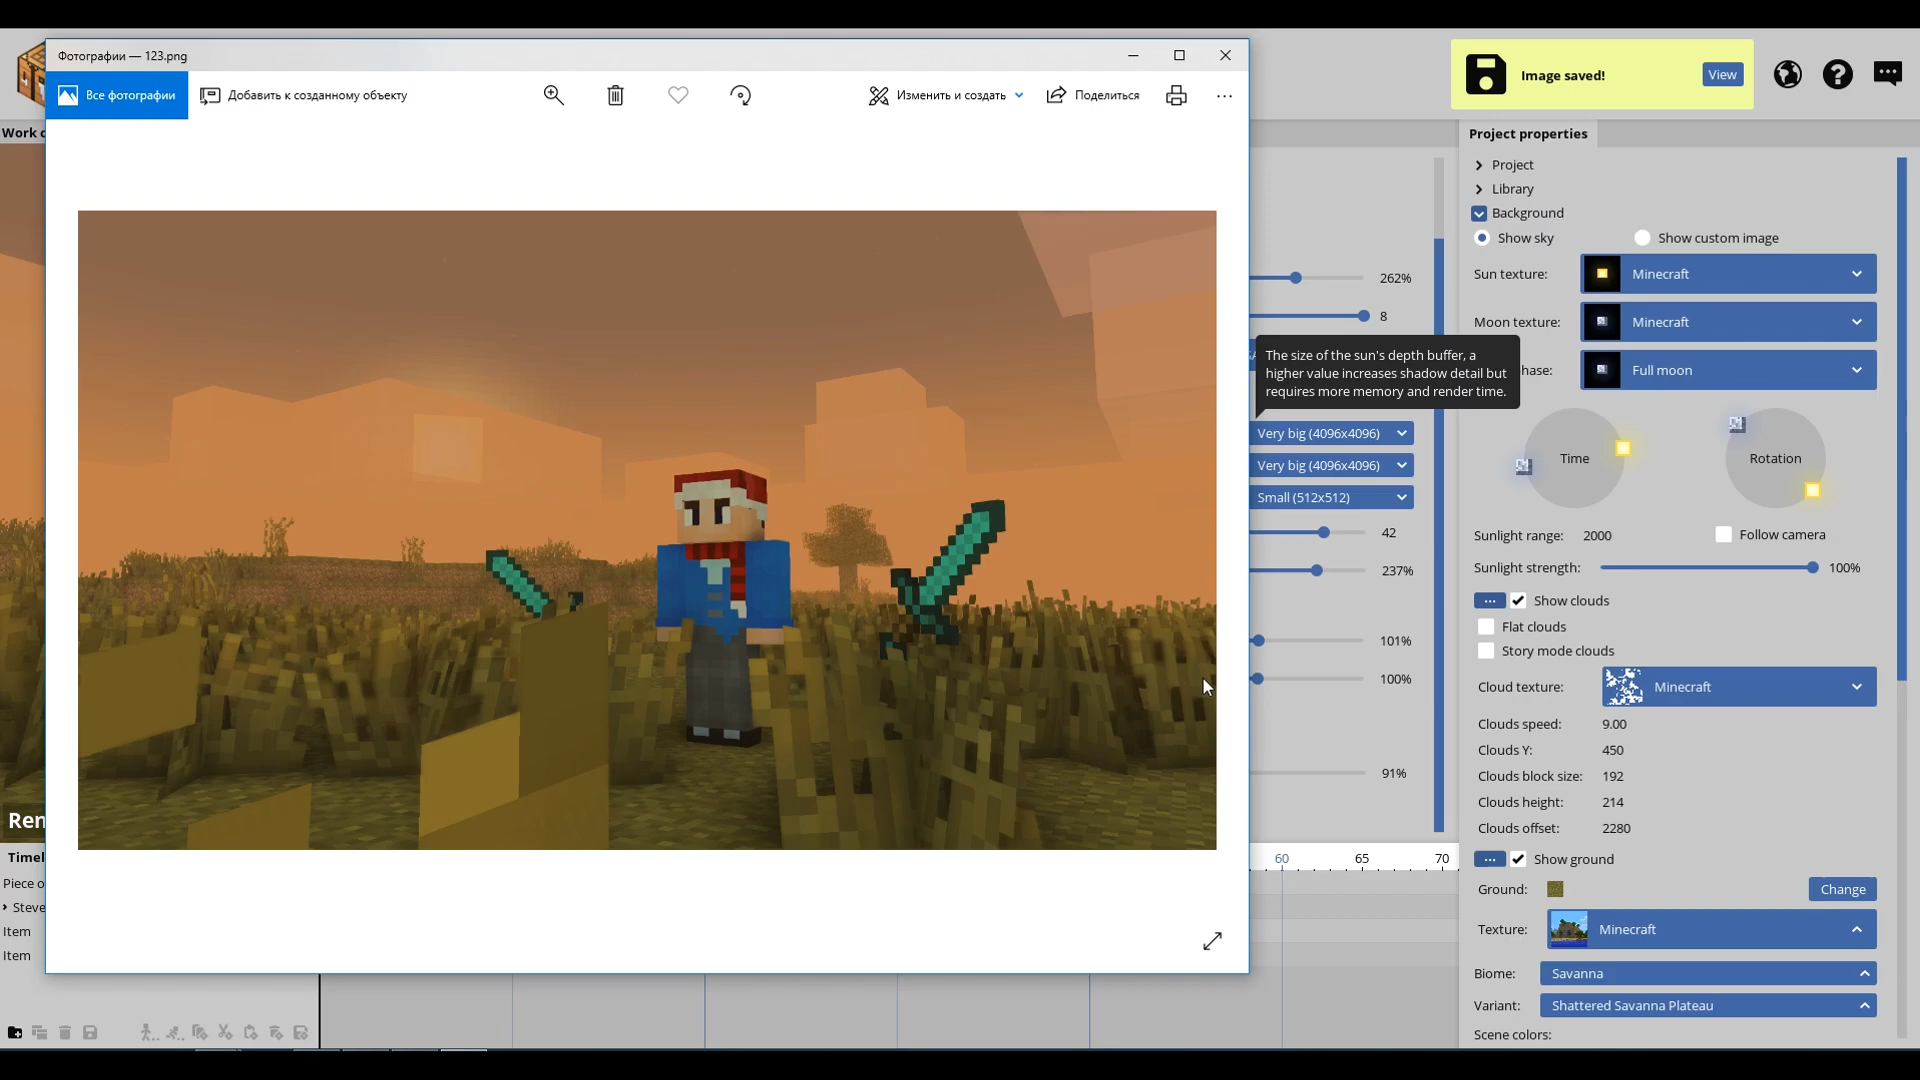 Фотографии — 123.png
Все фотографии
Добавить к созданному объекту
Изменить и создать
Поделиться
Image saved!
View
Work
Project properties
Project
Library
Background
Show sky
Show custom image
Sun texture:
Minecraft
Moon texture:
Minecraft
hase:
Full moon
262%
8
The size of the sun's depth buffer, a
higher value increases shadow detail but
requires more memory and render time.
Very big (4096x4096)
Very big (4096x4096)
Small (512x512)
42
237%
101%
100%
91%
Time
Rotation
Sunlight range: 2000
Follow camera
Sunlight strength:
100%
Show clouds
Flat clouds
Story mode clouds
Cloud texture:
Minecraft
Clouds speed: 9.00
Clouds Y: 450
Clouds block size: 192
Clouds height: 214
Clouds offset: 2280
Show ground
Ground:
Change
Texture:
Minecraft
Biome:
Savanna
Variant:
Shattered Savanna Plateau
Scene colors:
Ren
Timel
Piece o
Steve
Item
Item
60 65 70